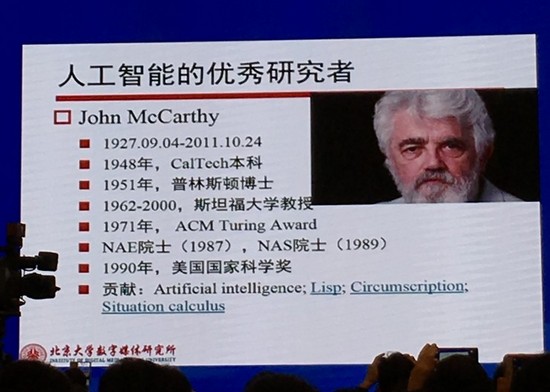 人工智能的优秀研究者
John McCarthy
1927.09.04-2011.10.24
1948年，CalTech本科
1951年，普林斯顿博士
1962-2000，斯坦福大学教授
1971年， ACM Turing Award
NAE院士（1987），NAS院士（1989）
1990年，美国国家科学奖
贡献：Artificial intelligence; Lisp; Circumscription;
Situation calculus
北京大学数字媒体研究所
INSTITUTE OF DIGITAL MEDIA, UNIVERSITY